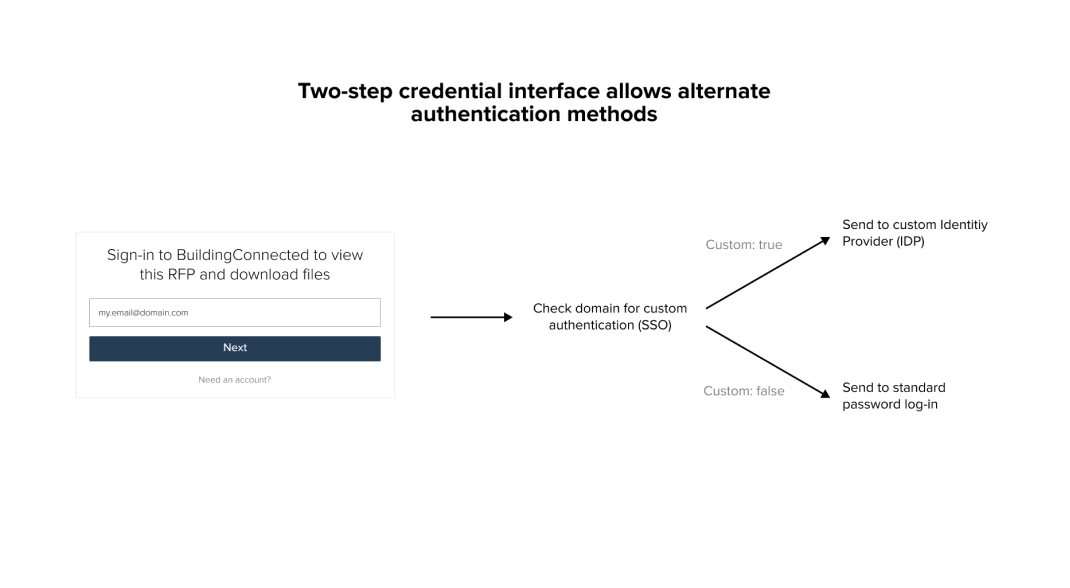 Two-step credential interface allows alternate
authentication methods
Sign-in to BuildingConnected to view
this RFP and download files
my.email@domain.com
Next
Need an account?
Check domain for custom
authentication (SSO)
Custom: true
Send to custom Identitiy
Provider (IDP)
Custom: false
Send to standard
password log-in